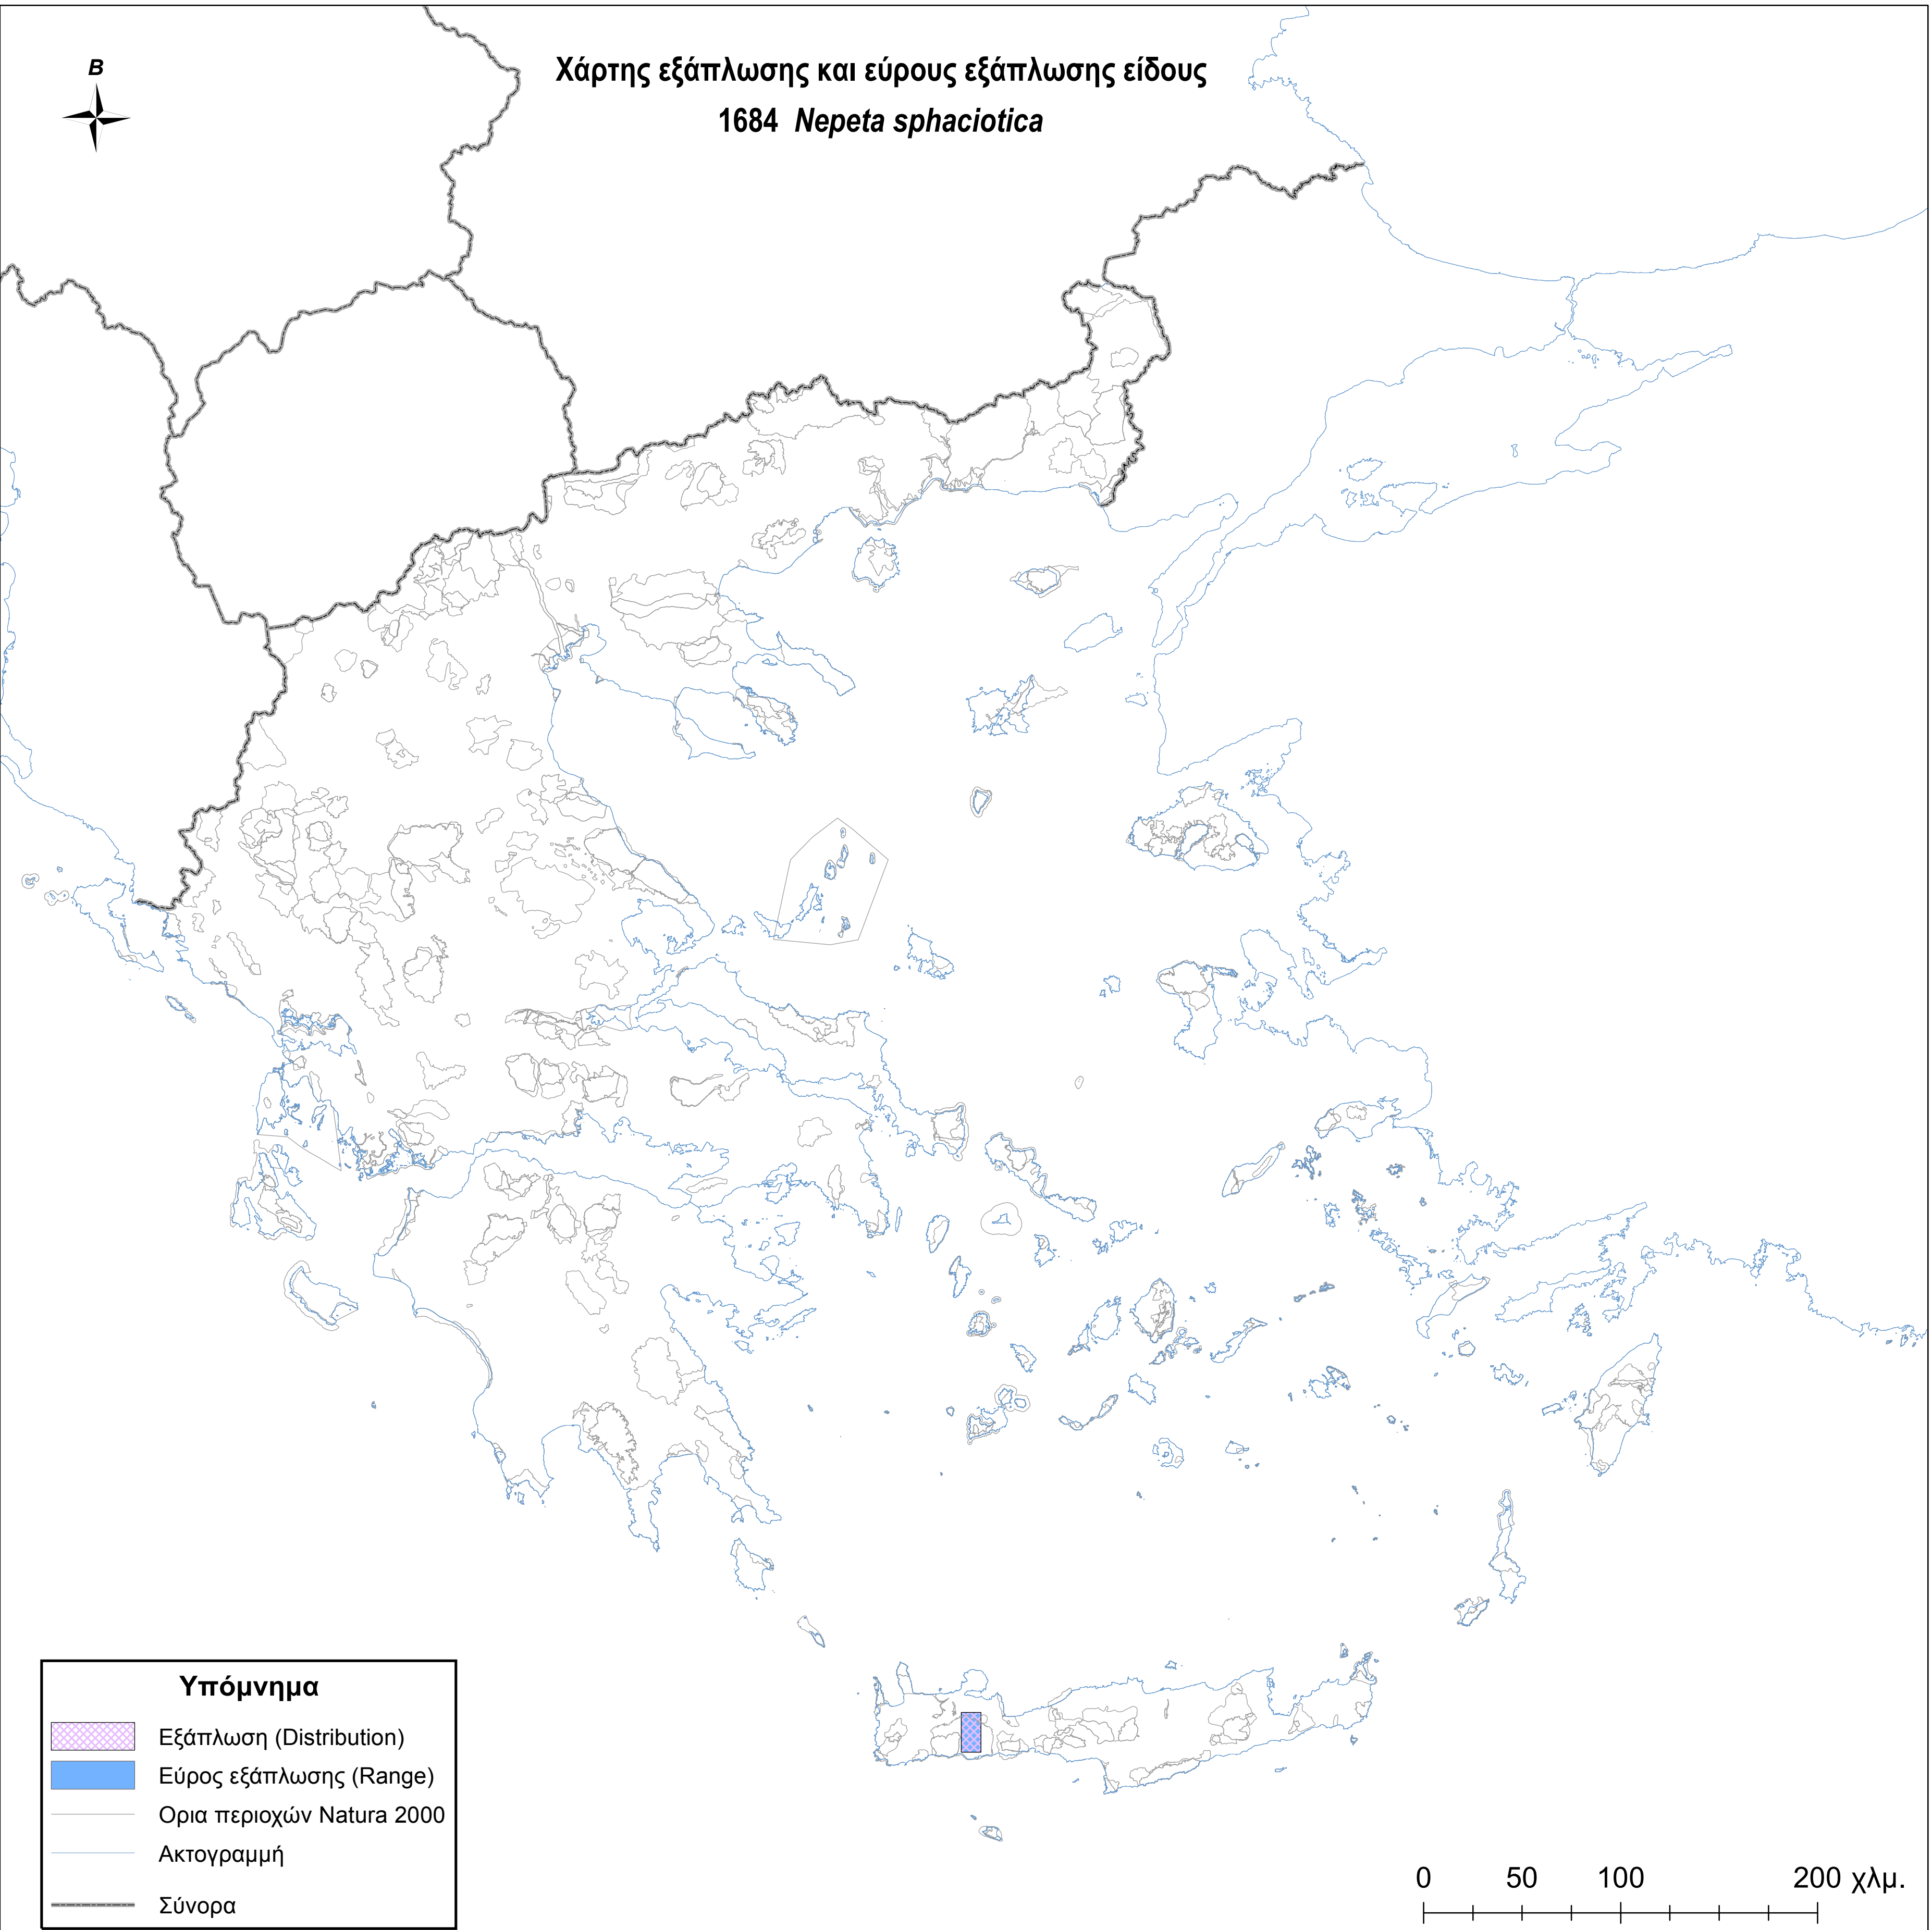 Χάρτης εξάπλωσης και εύρους εξάπλωσης είδους
1684 Nepeta sphaciotica
Β
Υπόμνημα
Εξάπλωση (Distribution)
Εύρος εξάπλωσης (Range)
Ορια περιοχών Natura 2000
Ακτογραμμή
Σύνορα
0 50 100 200 χλμ.